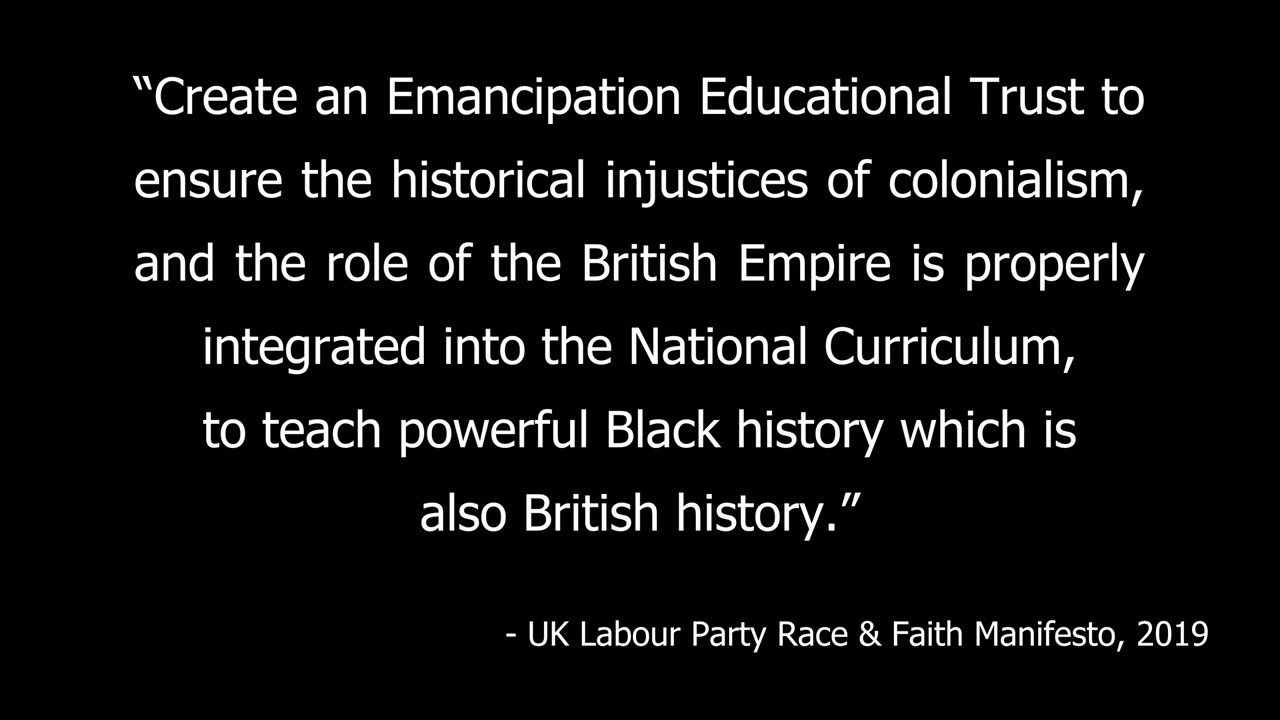 “Create an Emancipation Educational Trust to
ensure the historical injustices of colonialism,
and the role of the British Empire is properly
integrated into the National Curriculum,
to teach powerful Black history which is
also British history.”
- UK Labour Party Race & Faith Manifesto, 2019